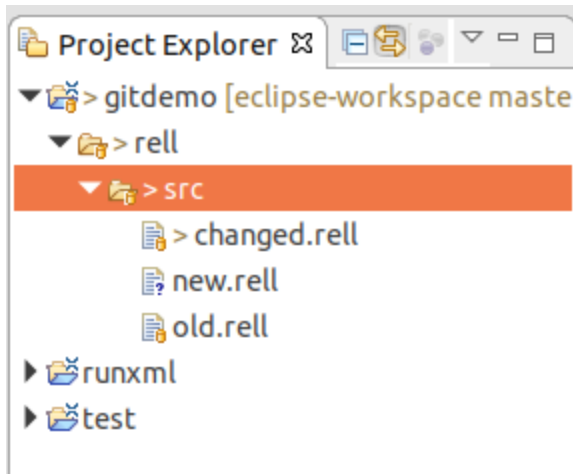 Project Explorer
> gitdemo [eclipse-workspace maste
> rell
> src
> changed.rell
new.rell
old.rell
runxml
test